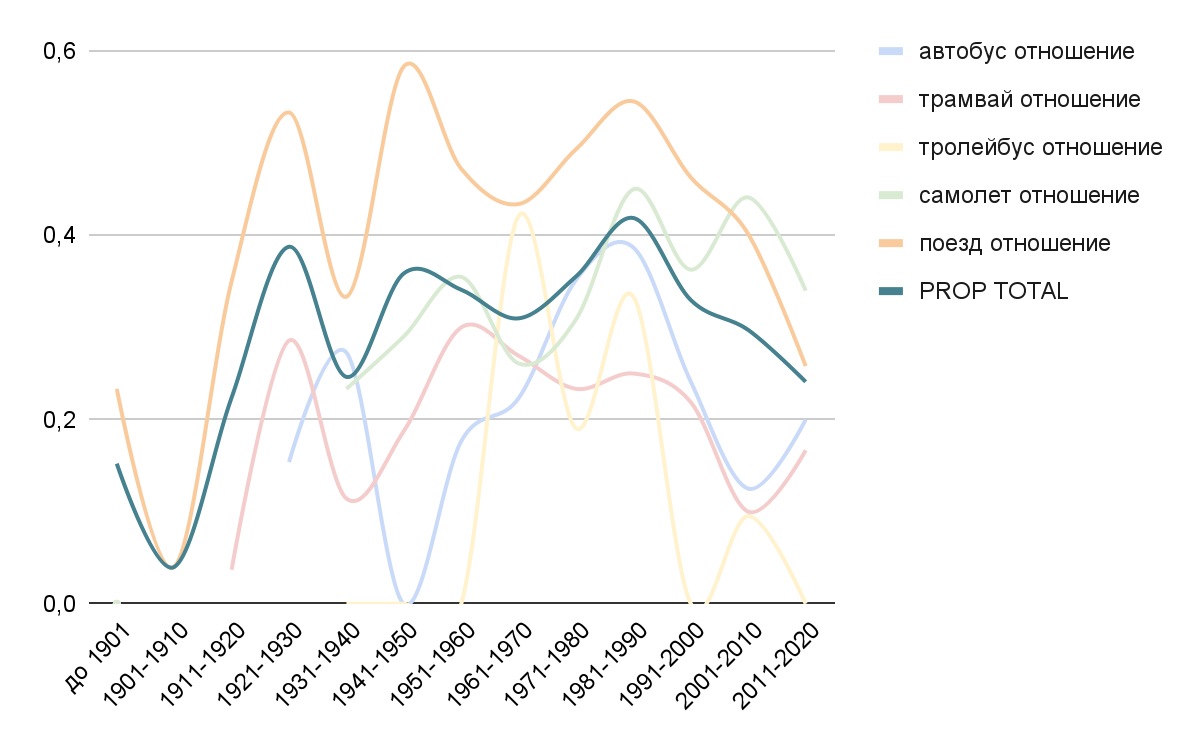 0,6
0,4
0,2
0,0
до 1901
1901-1910
1911-1920
1921-1930
1931-1940
1941-1950
1951-1960
1961-1970
1971-1980
1981-1990
1991-2000
2001-2010
2011-2020
автобус отношение
трамвай отношение
тролейбус отношение
самолет отношение
поезд отношение
PROP TOTAL